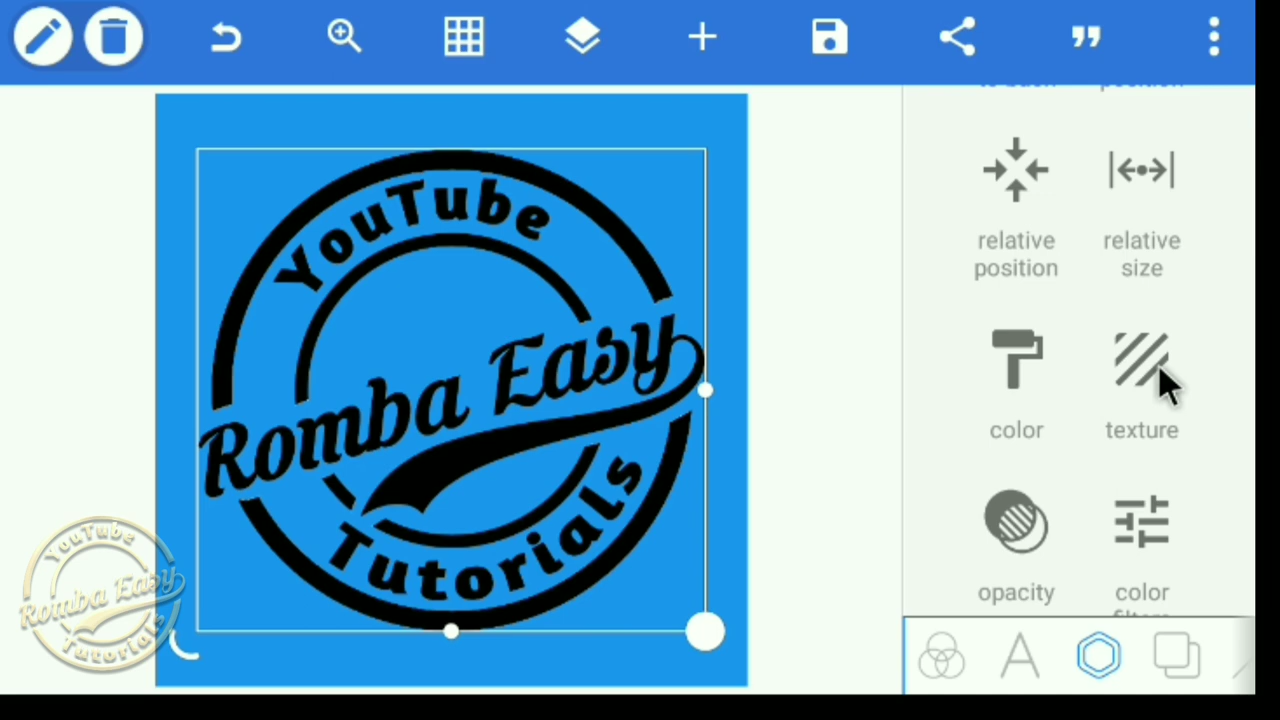 relative
position
relative
size
color
texture
opacity
color
YouTube
Romba Easy
Tutorials
YouTube
Romba Easy
Tutorials